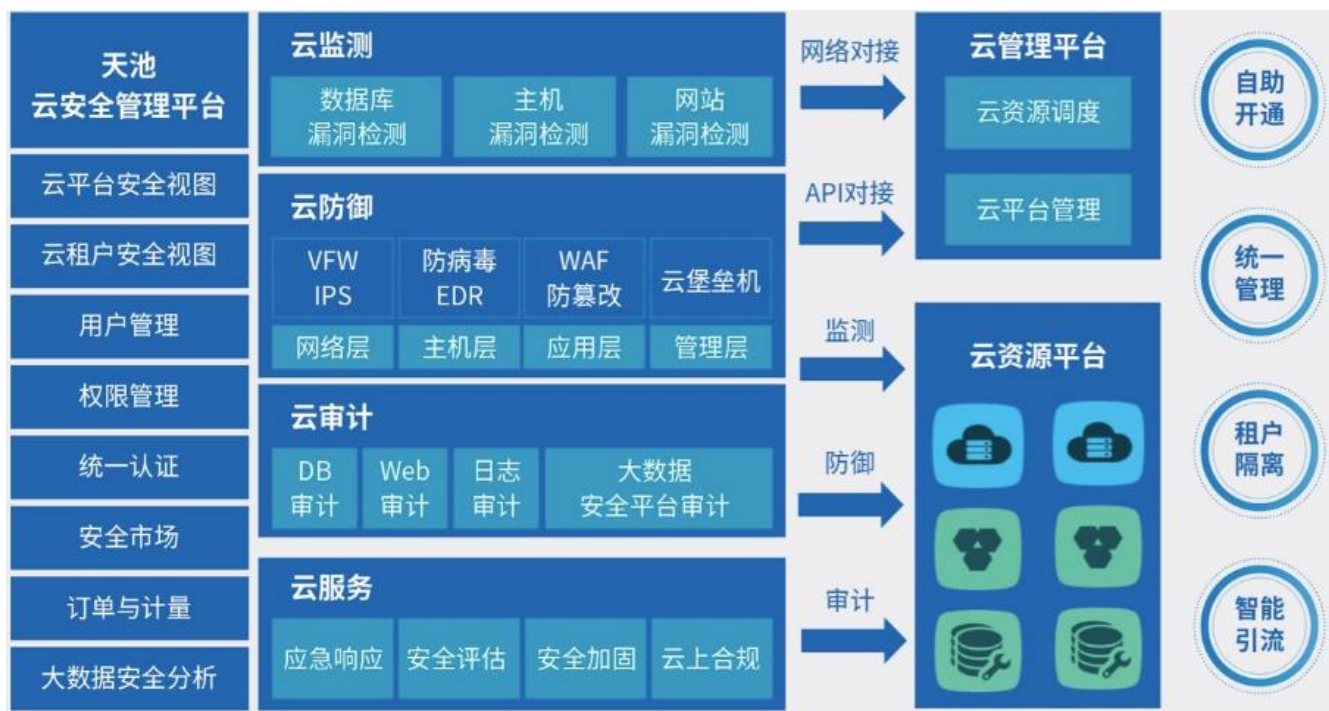 天池
云安全管理平台
云平台安全视图
云租户安全视图
用户管理
权限管理
统一认证
安全市场
订单与计量
大数据安全分析
云监测
数据库
漏洞检测
主机
漏洞检测
网站
漏洞检测
云防御
VFW
IPS
防病毒
EDR
WAF
防篡改
云堡垒机
网络层
主机层
应用层
管理层
云审计
DB
审计
Web
审计
日志
审计
大数据
安全平台审计
云服务
应急响应
安全评估
安全加固
云上合规
网络对接
API对接
监测
防御
审计
云管理平台
云资源调度
云平台管理
云资源平台
自助
开通
统一
管理
租户
隔离
智能
引流